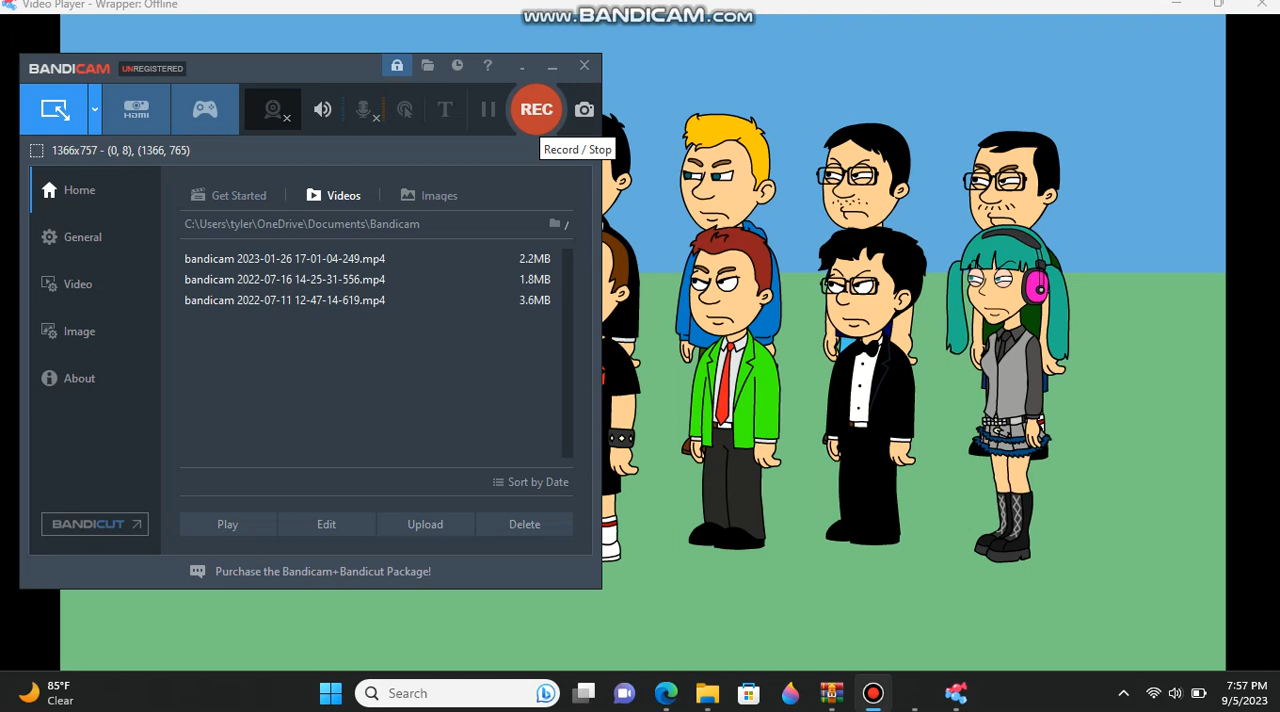 Video Player - Wrapper: Offline
www.BANDICAM.com
BANDICAM UNREGISTERED
?
HDMI
T
REC
Record / Stop
1366x757 - (0, 8), (1366, 765)
Home
Get Started
Videos
Images
C:\Users\tyler\OneDrive\Documents\Bandicam
/
General
bandicam 2023-01-26 17-01-04-249.mp4 2.2MB
bandicam 2022-07-16 14-25-31-556.mp4 1.8MB
Video
bandicam 2022-07-11 12-47-14-619.mp4 3.6MB
Image
About
Sort by Date
BANDICUT
Play
Edit
Upload
Delete
Purchase the Bandicam+Bandicut Package!
85°F
Clear
Search
7:57 PM
9/5/2023